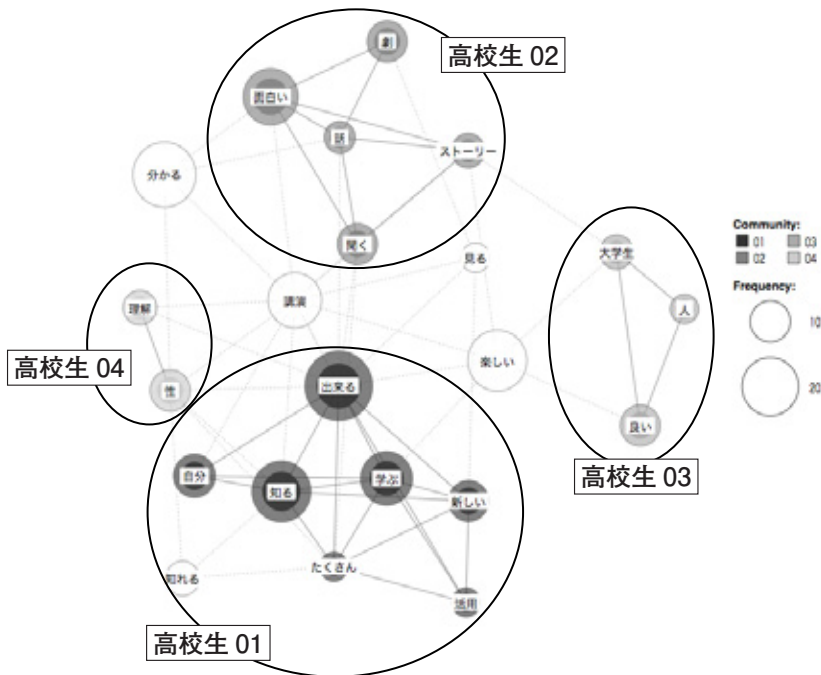 劇
高校生 02
面白い
話
ストーリー
分かる
聞く
見る
大学生
Community:
01
03
02
04
Frequency:
10
20
理解
講演
人
高校生 04
性
楽しい
出来る
良い
高校生 03
自分
知る
学ぶ
新しい
たくさん
知れる
活用
高校生 01